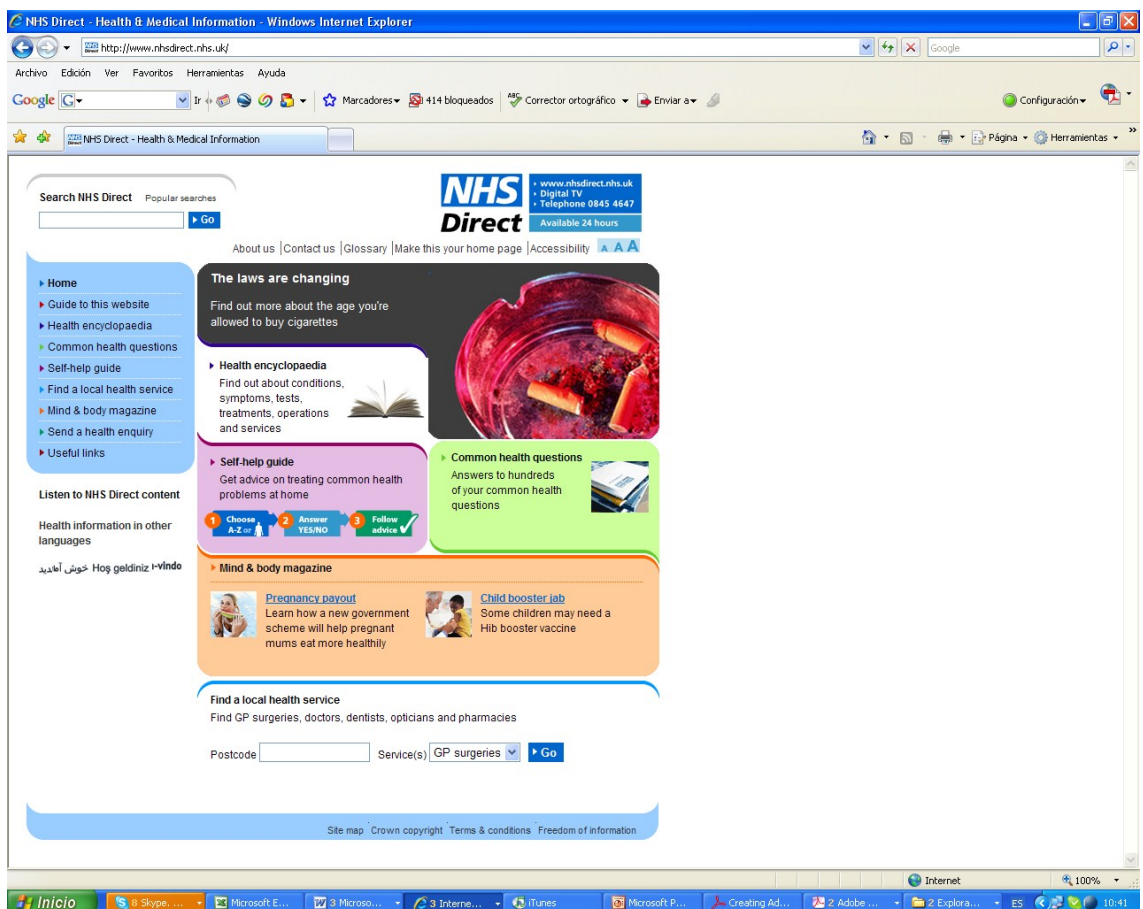 NHS Direct - Health & Medical Information - Windows Internet Explorer
http://www.nhsdirect.nhs.uk/
Google
Archivo Edición Ver Favoritos Herramientas Ayuda
Google G Ir Marcadores 414 bloqueados ABC Corrector ortográfico Enviar a Configuración
NHS Direct - Health & Medical Information
Página Herramientas »
Search NHS Direct Popular searches
Go
NHS Direct
www.nhsdirect.nhs.uk
Digital TV
Telephone 0845 4647
Available 24 hours
About us | Contact us | Glossary | Make this your home page | Accessibility A A A
Home
Guide to this website
Health encyclopaedia
Common health questions
Self-help guide
Find a local health service
Mind & body magazine
Send a health enquiry
Useful links
Listen to NHS Direct content
Health information in other
languages
خوش آمدید Hoş geldiniz
The laws are changing
Find out more about the age you're
allowed to buy cigarettes
Health encyclopaedia
Find out about conditions,
symptoms, tests,
treatments, operations
and services
Self-help guide
Get advice on treating common health
problems at home
1 Choose A-Z or 2 Answer YES/NO 3 Follow advice
Common health questions
Answers to hundreds
of your common health
questions
Mind & body magazine
Pregnancy payout
Learn how a new government
scheme will help pregnant
mums eat more healthily
Child booster jab
Some children may need a
Hib booster vaccine
Find a local health service
Find GP surgeries, doctors, dentists, opticians and pharmacies
Postcode Service(s) GP surgeries Go
Site map Crown copyright Terms & conditions Freedom of information
Internet 100%
Inicio 8 Skype. ... Microsoft E... 3 Microso... 3 Interne... iTunes Microsoft P... Creating Ad... 2 Adobe ... 2 Explora... ES 10:41